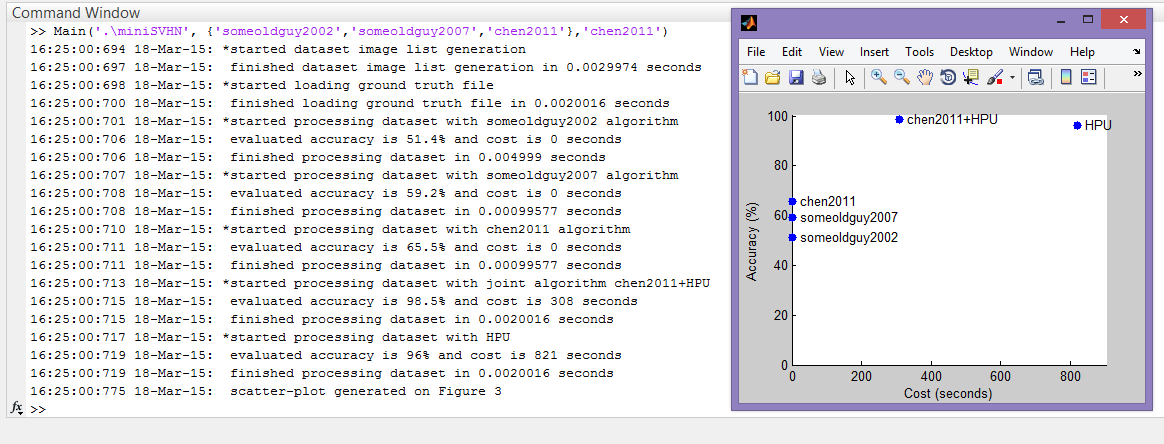 Command Window
>> Main('.\miniSVHN', {'someoldguy2002','someoldguy2007','chen2011'},'chen2011')
16:25:00:694 18-Mar-15: *started dataset image list generation
16:25:00:697 18-Mar-15:  finished dataset image list generation in 0.0029974 seconds
16:25:00:698 18-Mar-15: *started loading ground truth file
16:25:00:700 18-Mar-15:  finished loading ground truth file in 0.0020016 seconds
16:25:00:701 18-Mar-15: *started processing dataset with someoldguy2002 algorithm
16:25:00:706 18-Mar-15:  evaluated accuracy is 51.4% and cost is 0 seconds
16:25:00:706 18-Mar-15:  finished processing dataset in 0.004999 seconds
16:25:00:707 18-Mar-15: *started processing dataset with someoldguy2007 algorithm
16:25:00:708 18-Mar-15:  evaluated accuracy is 59.2% and cost is 0 seconds
16:25:00:708 18-Mar-15:  finished processing dataset in 0.00099577 seconds
16:25:00:710 18-Mar-15: *started processing dataset with chen2011 algorithm
16:25:00:711 18-Mar-15:  evaluated accuracy is 65.5% and cost is 0 seconds
16:25:00:711 18-Mar-15:  finished processing dataset in 0.00099577 seconds
16:25:00:713 18-Mar-15: *started processing dataset with joint algorithm chen2011+HPU
16:25:00:715 18-Mar-15:  evaluated accuracy is 98.5% and cost is 308 seconds
16:25:00:715 18-Mar-15:  finished processing dataset in 0.0020016 seconds
16:25:00:717 18-Mar-15: *started processing dataset with HPU
16:25:00:719 18-Mar-15:  evaluated accuracy is 96% and cost is 821 seconds
16:25:00:719 18-Mar-15:  finished processing dataset in 0.0020016 seconds
16:25:00:775 18-Mar-15:  scatter-plot generated on Figure 3
fx >>
File Edit View Insert Tools Desktop Window Help
100
80
60
40
20
0
Accuracy (%)
chen2011+HPU
HPU
chen2011
someoldguy2007
someoldguy2002
0 200 400 600 800
Cost (seconds)